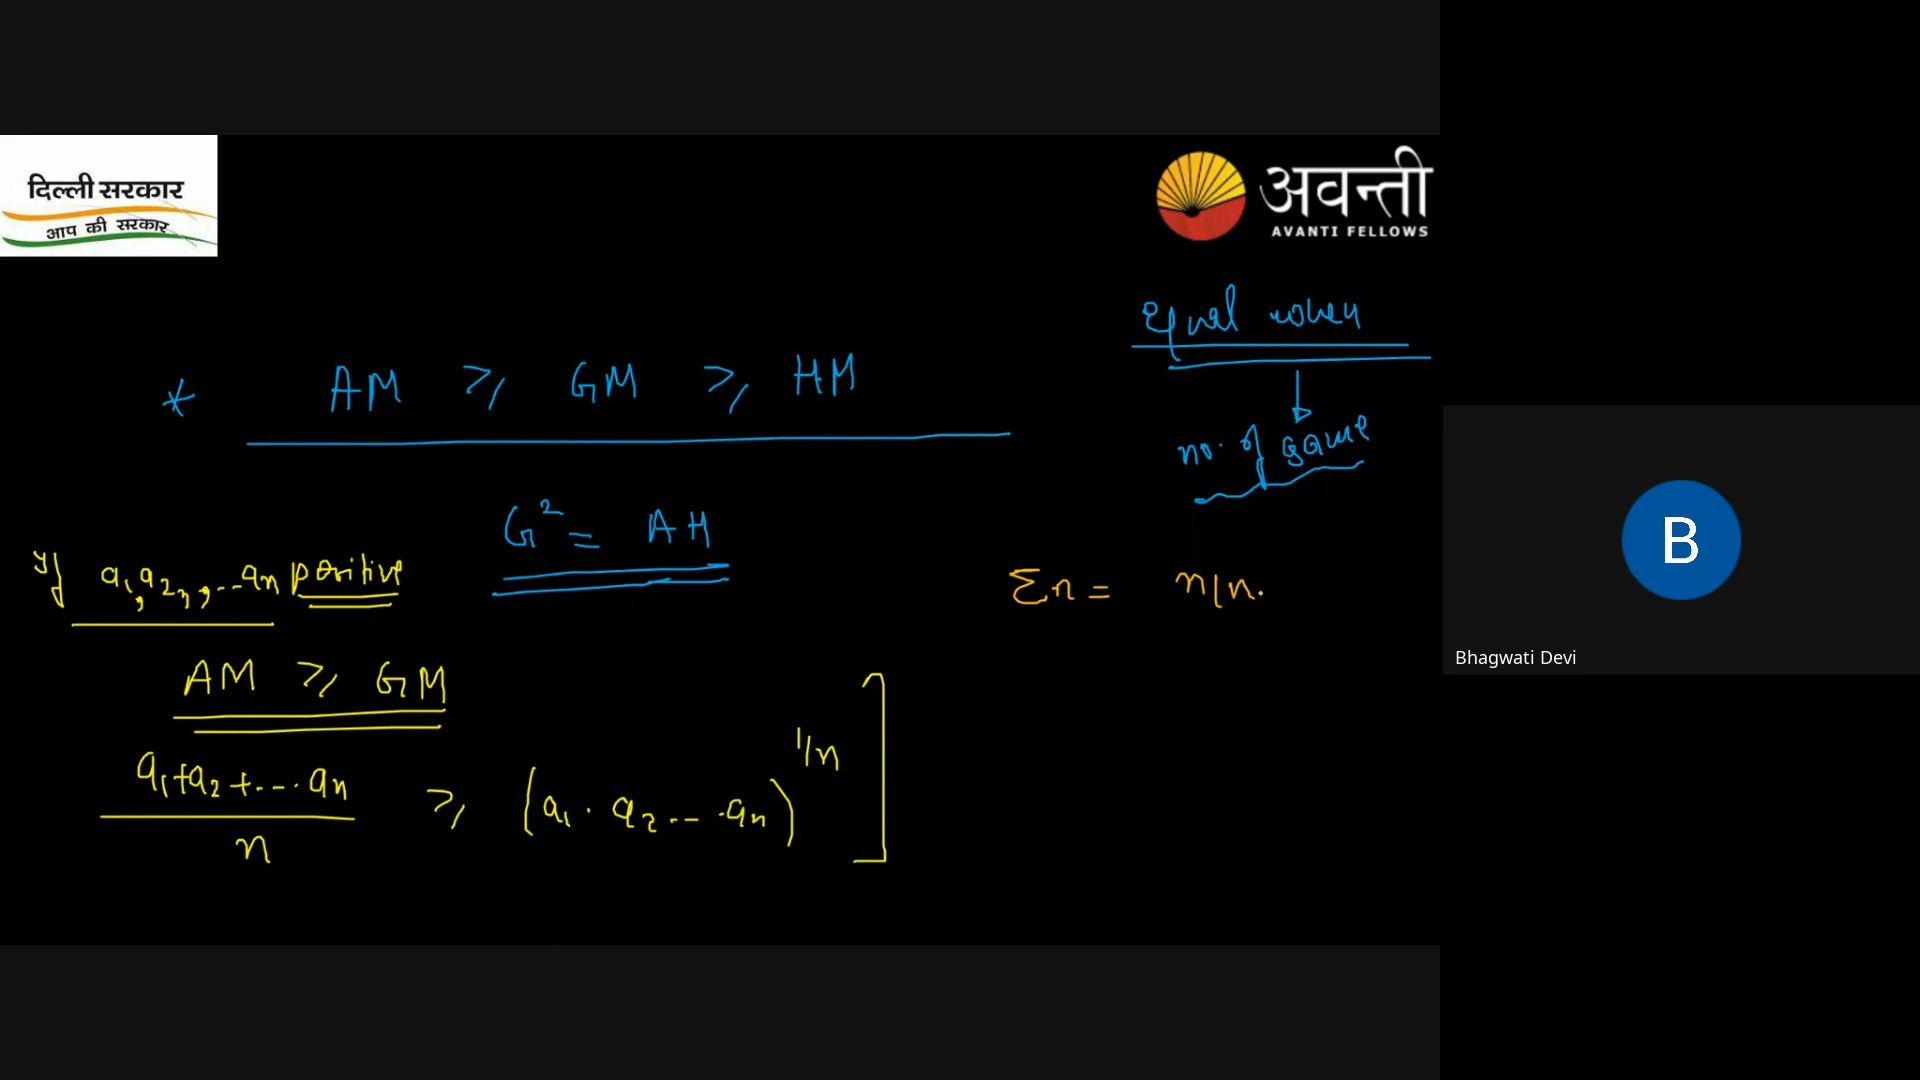 दिल्ली सरकार
आप की सरकार
अवन्ती
AVANTI FELLOWS
Equal when
* AM ≥ GM ≥ HM
no. of same
G² = AH
If a₁, a₂, ,...an positive
Σn = n(n.
AM ≥ GM
a₁+a₂+....an
n
≥ (a₁ . a₂... .an)^1/n ]
B
Bhagwati Devi